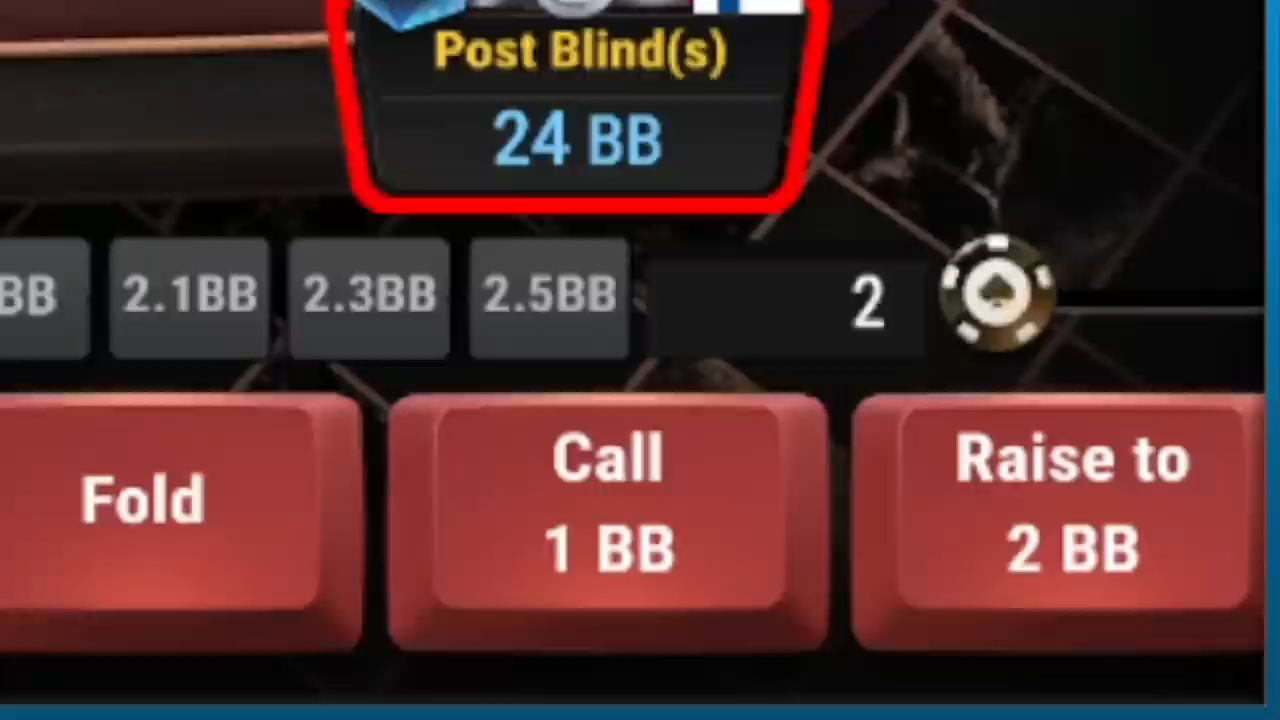 Post Blind(s)
24 BB
BB 2.1BB 2.3BB 2.5BB 2
Fold
Call
1 BB
Raise to
2 BB